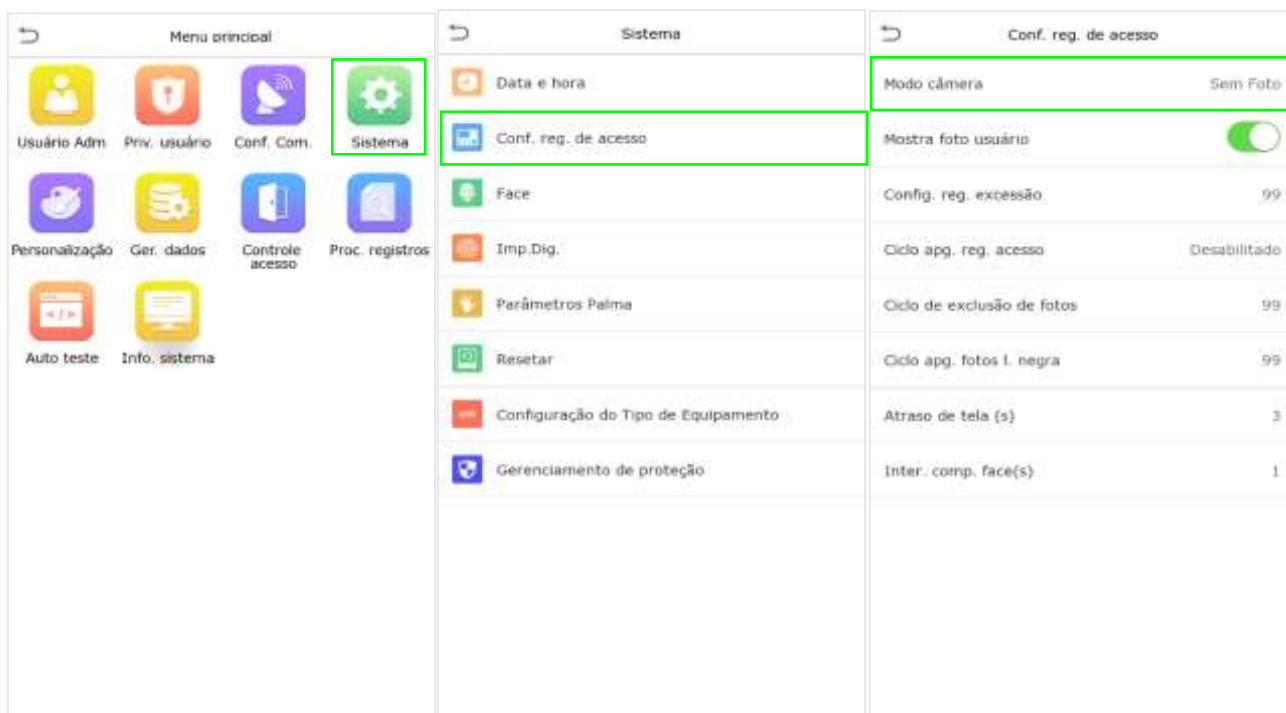 Menu principal
Usuário Adm
Priv. usuário
Conf. Com.
Sistema
Personalização
Ger. dados
Controle
acesso
Proc. registros
Auto teste
Info. sistema
Sistema
Data e hora
Conf. reg. de acesso
Face
Imp.Dig.
Parâmetros Palma
Resetar
Configuração do Tipo de Equipamento
Gerenciamento de proteção
Conf. reg. de acesso
Modo câmera Sem Foto
Mostra foto usuário
Config. reg. excessão 99
Ciclo apg. reg. acesso Desabilitado
Ciclo de exclusão de fotos 99
Ciclo apg. fotos l. negra 99
Atraso de tela (s) 3
Inter. comp. face(s) 1